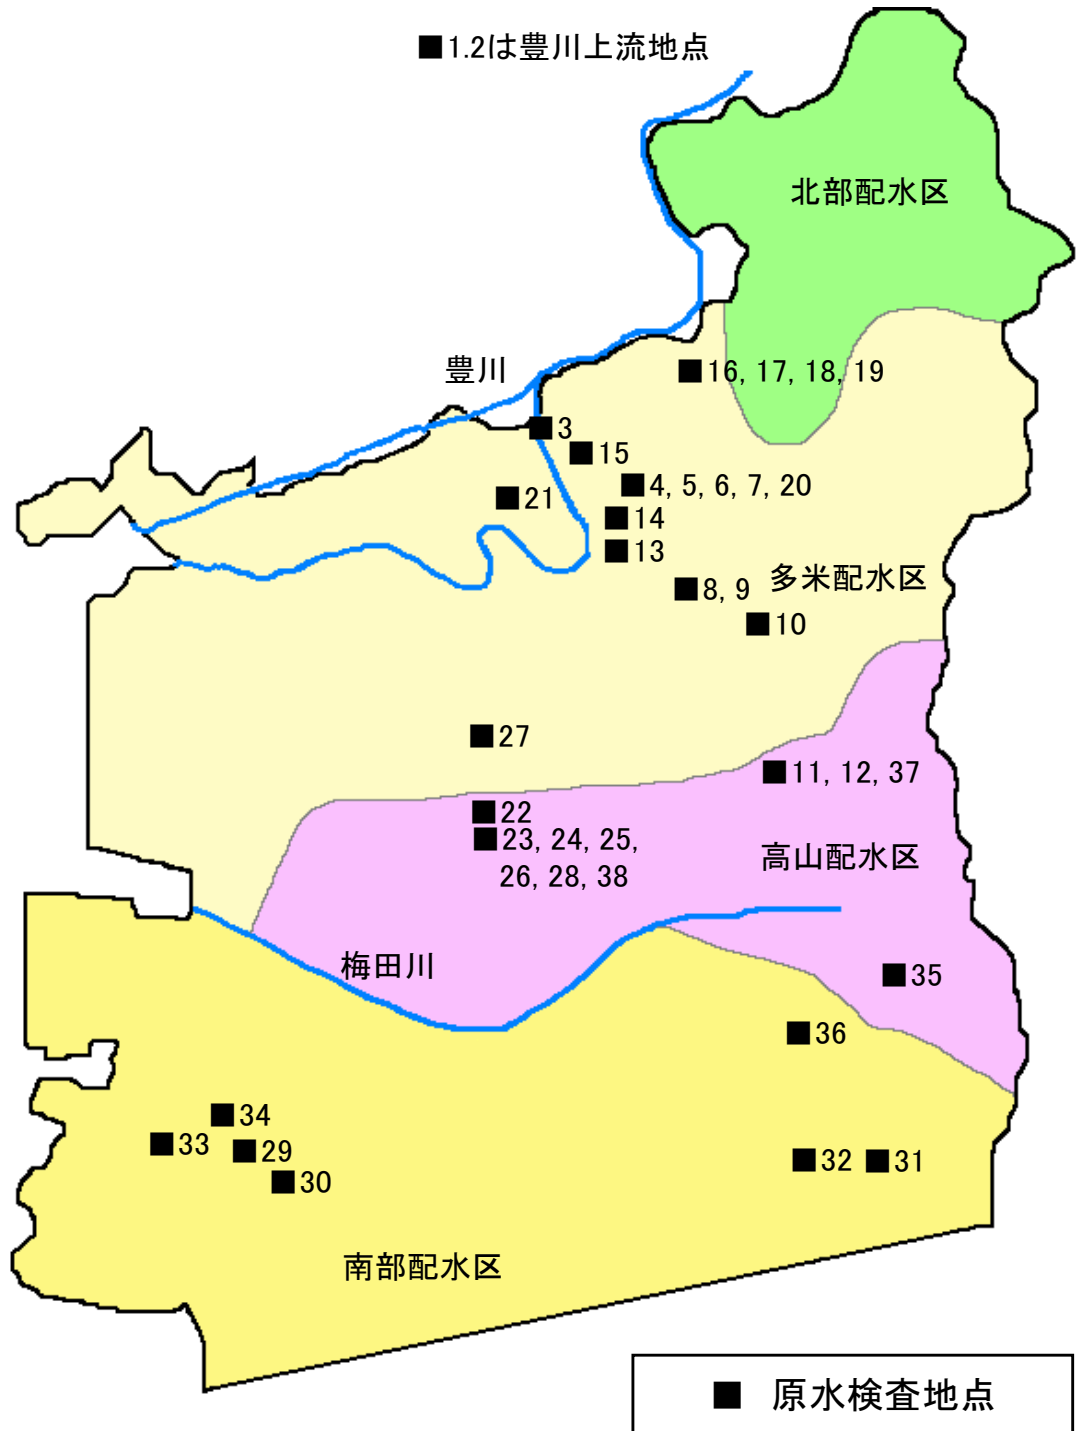 ■1.2は豊川上流地点
北部配水区
豊川
■16, 17, 18, 19
■3
■15
■4, 5, 6, 7, 20
■21
■14
■13
多米配水区
■8, 9
■10
■27
■11, 12, 37
■22
■23, 24, 25,
26, 28, 38
高山配水区
梅田川
■35
■36
■34
■33
■29
■30
■32
■31
南部配水区
■ 原水検査地点